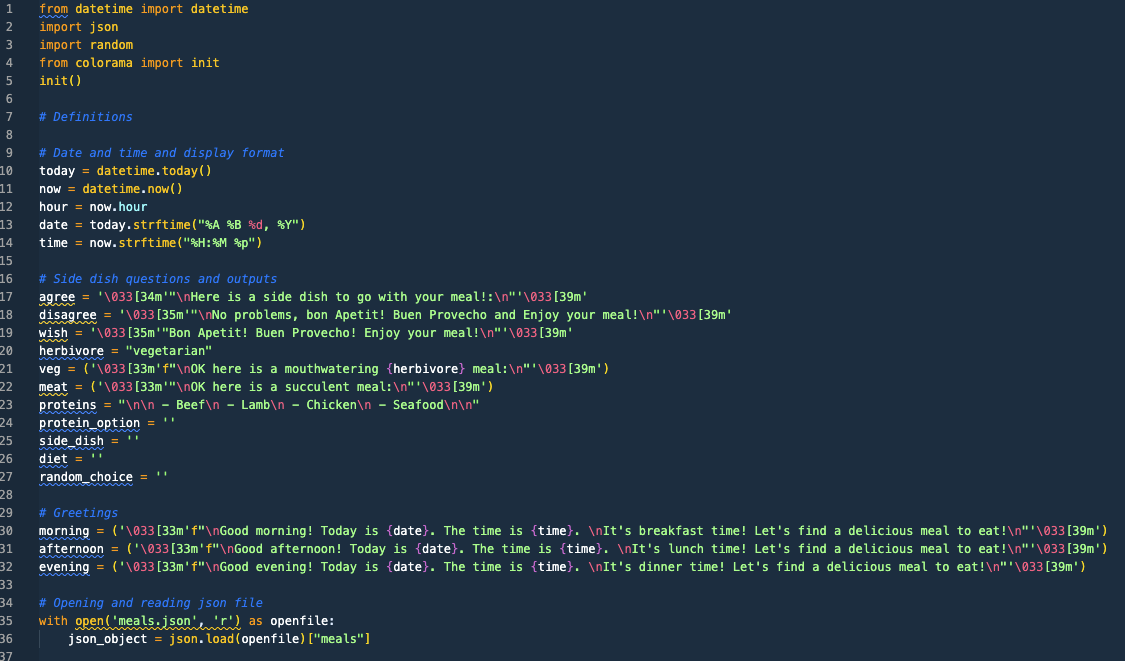 1 from datetime import datetime
2 import json
3 import random
4 from colorama import init
5 init()
6
7 # Definitions
8
9 # Date and time and display format
10 today = datetime.today()
11 now = datetime.now()
12 hour = now.hour
13 date = today.strftime("%A %B %d, %Y")
14 time = now.strftime("%H:%M %p")
15
16 # Side dish questions and outputs
17 agree = '\033[34m'"\nHere is a side dish to go with your meal!:\n"'\033[39m'
18 disagree = '\033[35m'"\nNo problems, bon Apetit! Buen Provecho and Enjoy your meal!\n"'\033[39m'
19 wish = '\033[35m'"Bon Apetit! Buen Provecho! Enjoy your meal!\n"'\033[39m'
20 herbivore = "vegetarian"
21 veg = ('\033[33m'f"\nOK here is a mouthwatering {herbivore} meal:\n"'\033[39m')
22 meat = ('\033[33m'"\nOK here is a succulent meal:\n"'\033[39m')
23 proteins = "\n\n - Beef\n - Lamb\n - Chicken\n - Seafood\n\n"
24 protein_option = ''
25 side_dish = ''
26 diet = ''
27 random_choice = ''
28
29 # Greetings
30 morning = ('\033[33m'f"\nGood morning! Today is {date}. The time is {time}. \nIt's breakfast time! Let's find a delicious meal to eat!\n"'\033[39m')
31 afternoon = ('\033[33m'f"\nGood afternoon! Today is {date}. The time is {time}. \nIt's lunch time! Let's find a delicious meal to eat!\n"'\033[39m')
32 evening = ('\033[33m'f"\nGood evening! Today is {date}. The time is {time}. \nIt's dinner time! Let's find a delicious meal to eat!\n"'\033[39m')
33
34 # Opening and reading json file
35 with open('meals.json', 'r') as openfile:
36     json_object = json.load(openfile)["meals"]
37